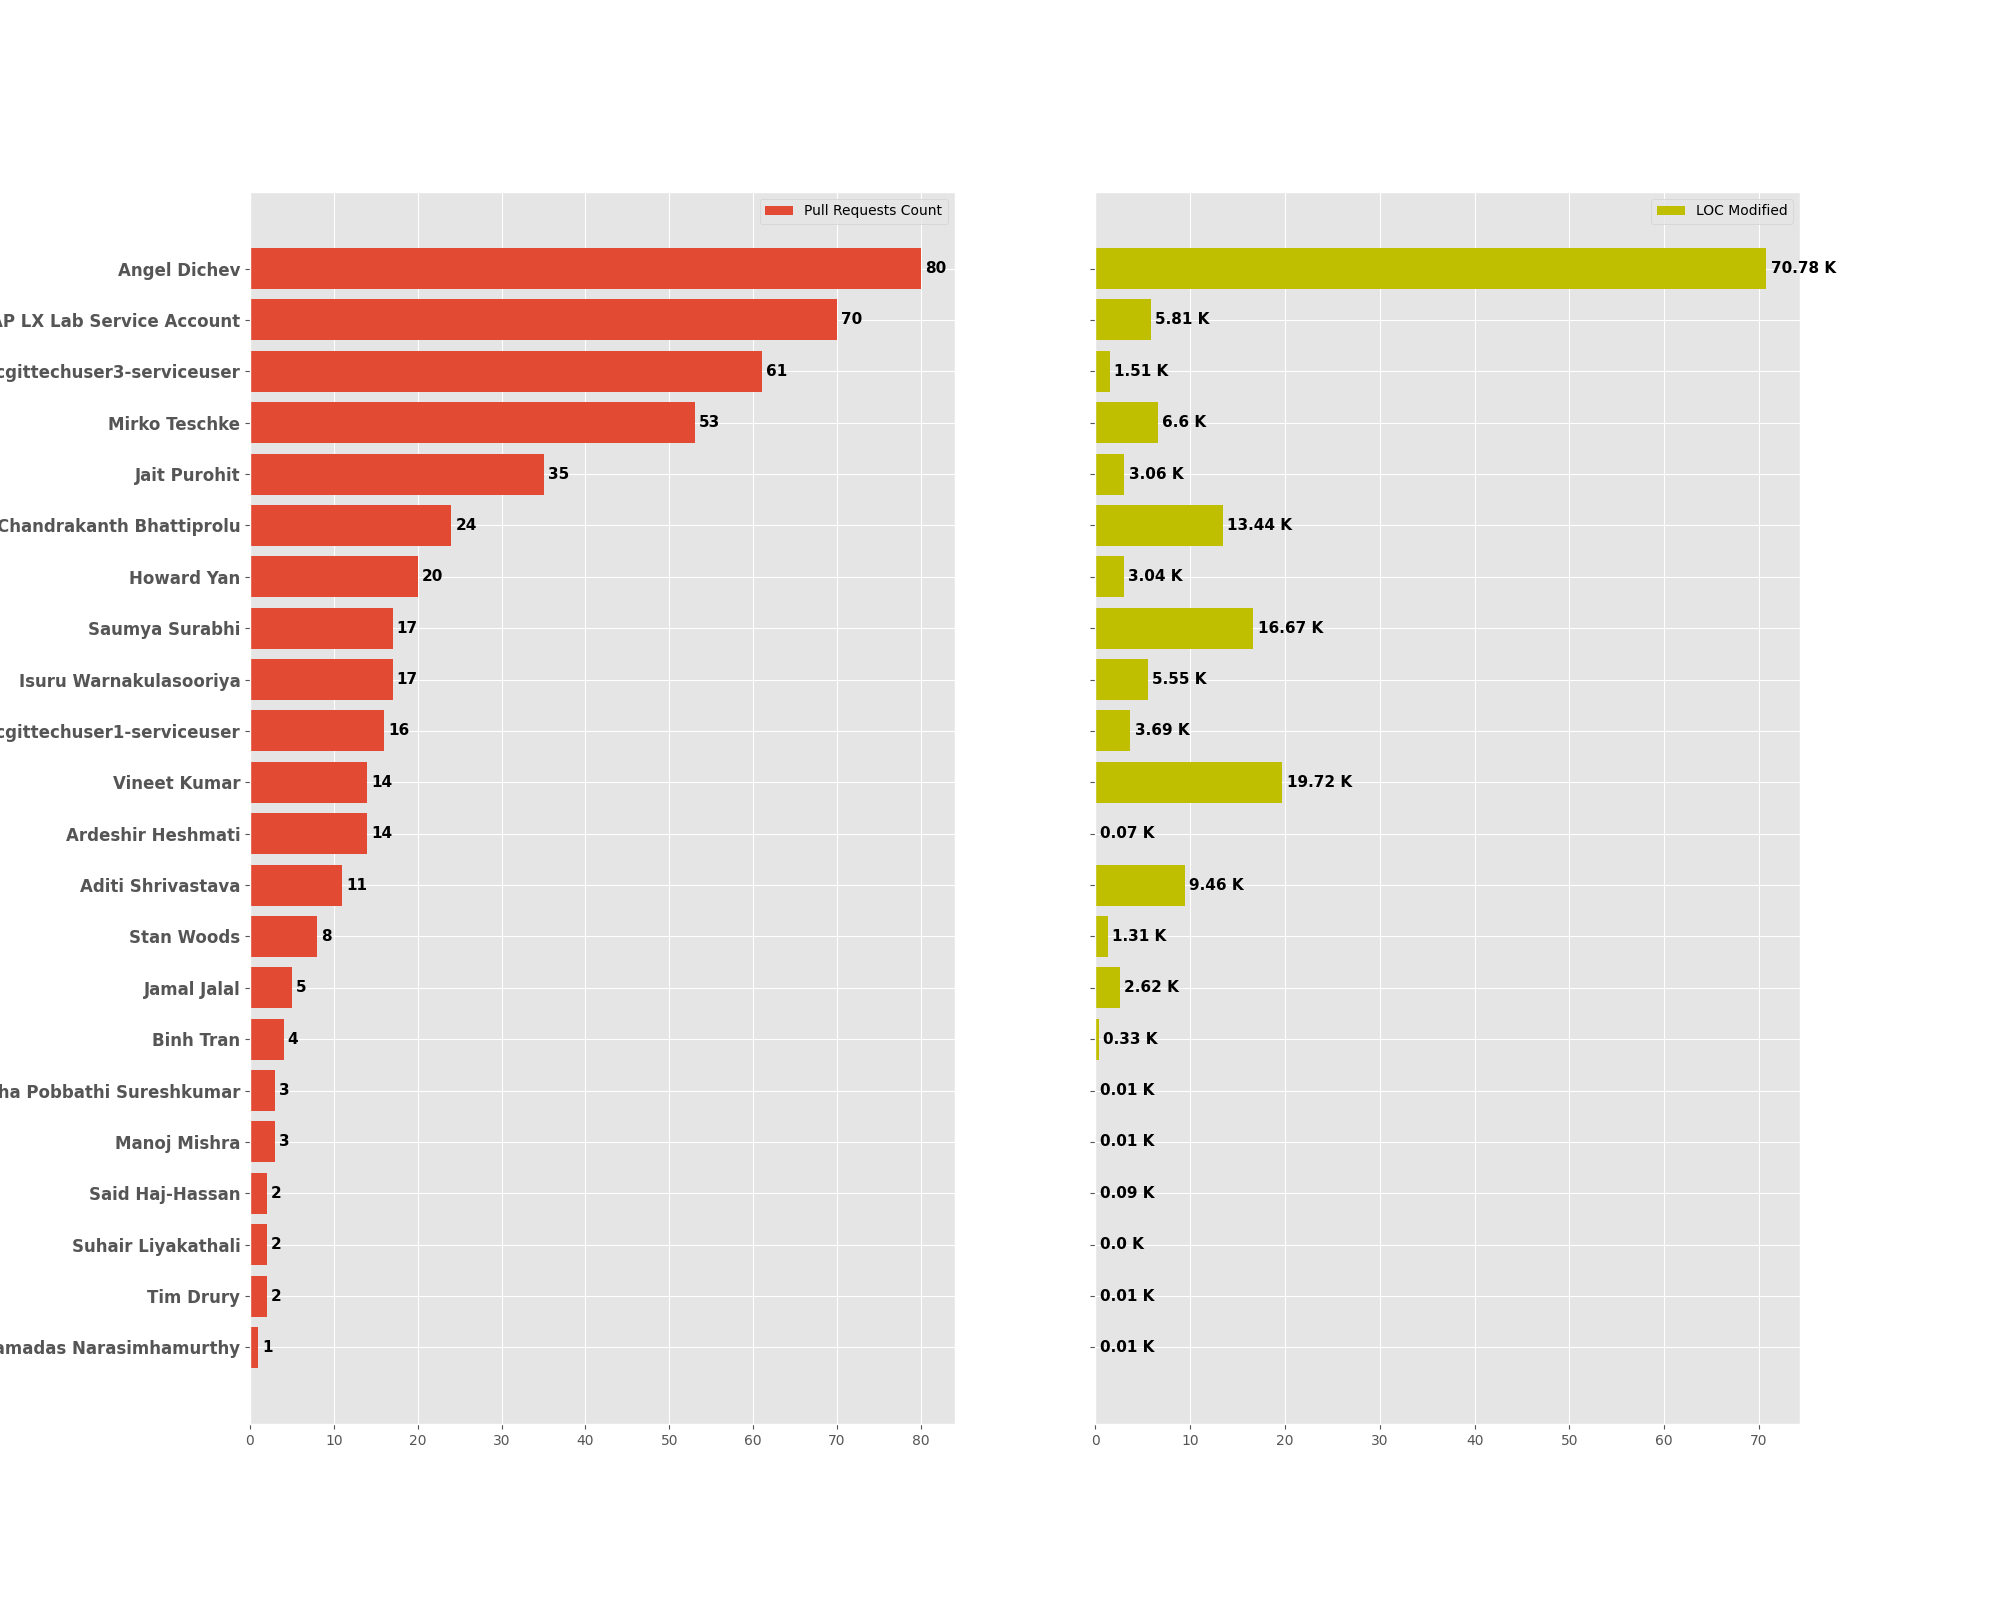 Pull Requests Count
LOC Modified
Angel Dichev 80 70.78 K
AP LX Lab Service Account 70 5.81 K
cgittechuser3-serviceuser 61 1.51 K
Mirko Teschke 53 6.6 K
Jait Purohit 35 3.06 K
Chandrakanth Bhattiprolu 24 13.44 K
Howard Yan 20 3.04 K
Saumya Surabhi 17 16.67 K
Isuru Warnakulasooriya 17 5.55 K
cgittechuser1-serviceuser 16 3.69 K
Vineet Kumar 14 19.72 K
Ardeshir Heshmati 14 0.07 K
Aditi Shrivastava 11 9.46 K
Stan Woods 8 1.31 K
Jamal Jalal 5 2.62 K
Binh Tran 4 0.33 K
ha Pobbathi Sureshkumar 3 0.01 K
Manoj Mishra 3 0.01 K
Said Haj-Hassan 2 0.09 K
Suhair Liyakathali 2 0.0 K
Tim Drury 2 0.01 K
amadas Narasimhamurthy 1 0.01 K
0 10 20 30 40 50 60 70 80
0 10 20 30 40 50 60 70